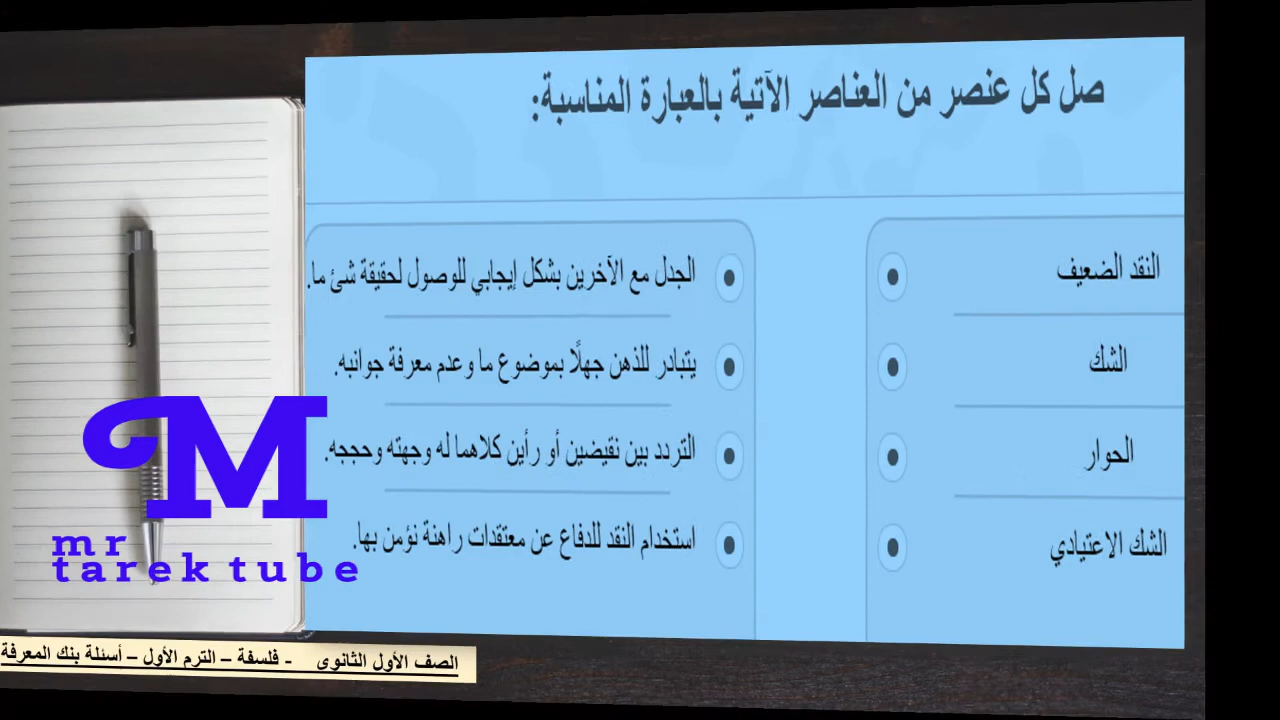 صل كل عنصر من العناصر الآتية بالعبارة المناسبة:
النقد الضعيف
الجدل مع الآخرين بشكل إيجابي للوصول لحقيقة شئ ما.
الشك
يتبادر للذهن جهلًا بموضوع ما وعدم معرفة جوانبه.
الحوار
التردد بين نقيضين أو رأين كلاهما له وجهته وحججه.
الشك الاعتيادي
استخدام النقد للدفاع عن معتقدات راهنة نؤمن بها.
M
mr
tarek tube
الصف الأول الثانوى - فلسفة – الترم الأول – أسئلة بنك المعرفة